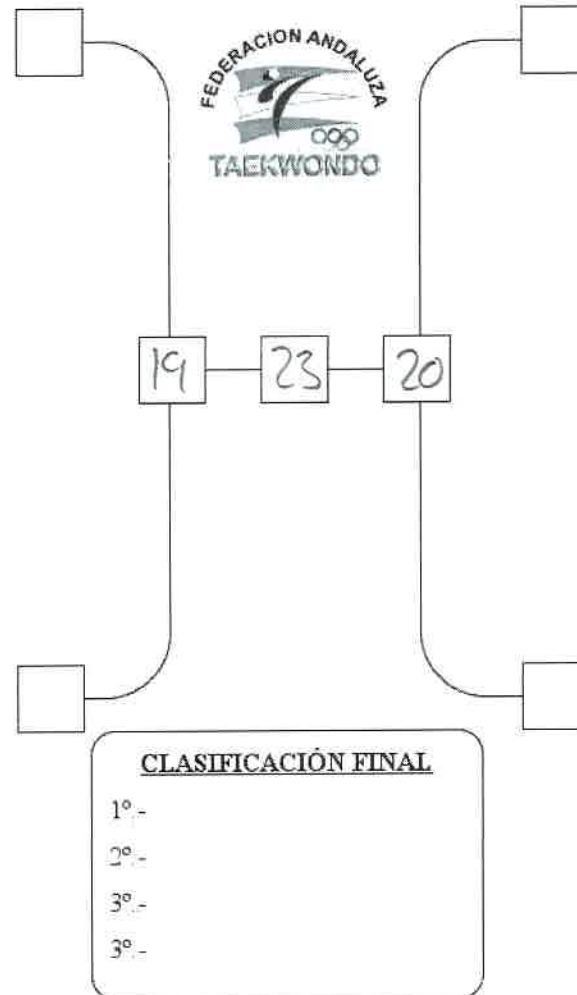 FEDERACION ANDALUZA
TAEKWONDO
19 23 20
CLASIFICACIÓN FINAL
1º.-
2º.-
3º.-
3º.-